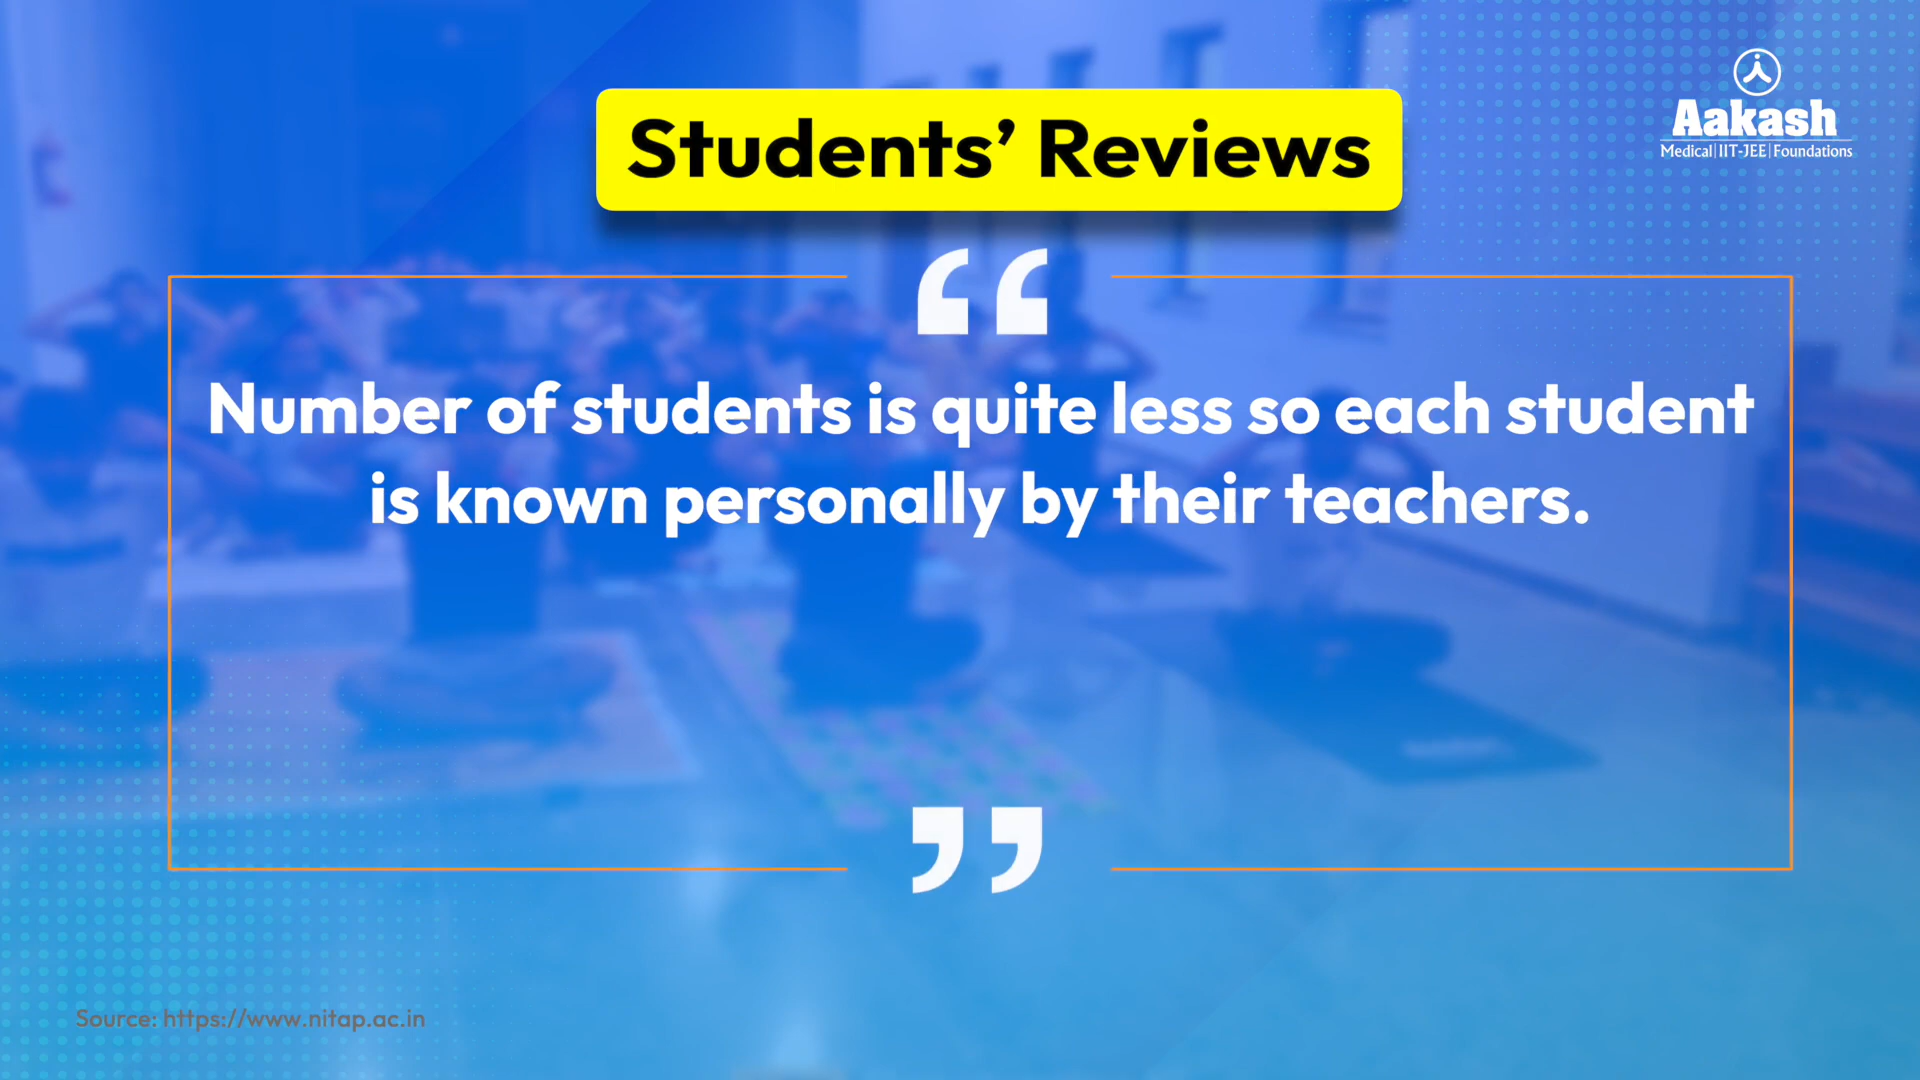 Aakash
Medical|IIT-JEE|Foundations
Students’ Reviews
“
Number of students is quite less so each student
is known personally by their teachers.
”
Source: https://www.nitap.ac.in